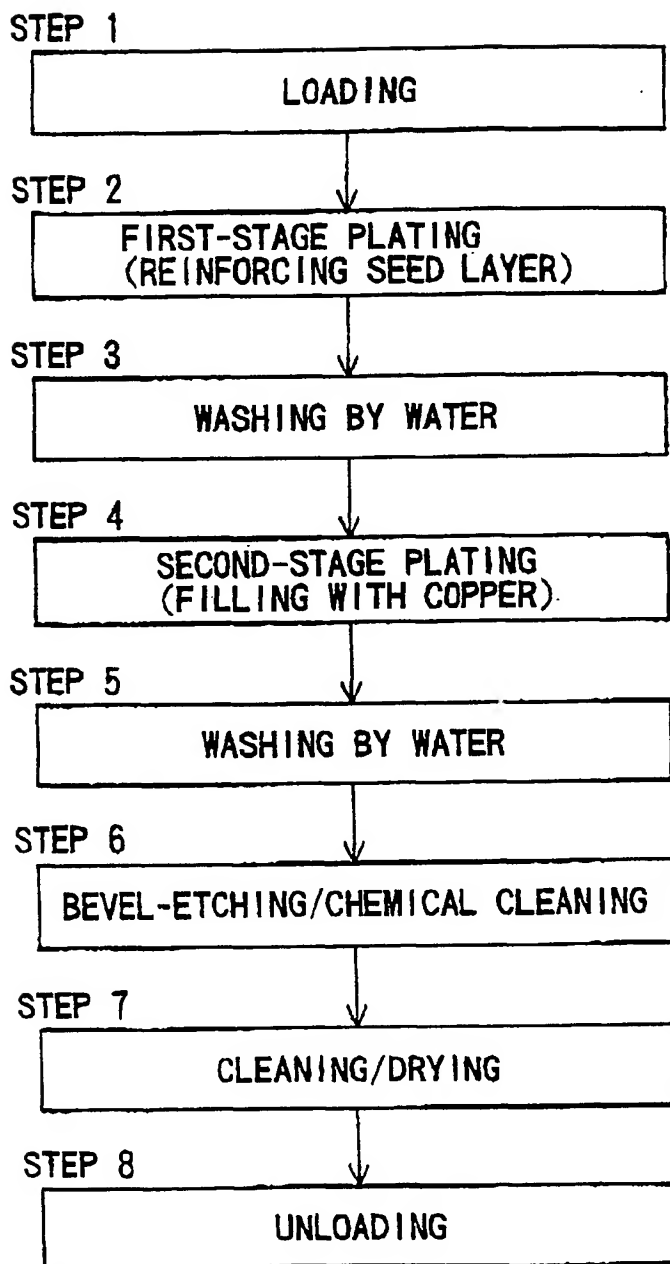 STEP 1
LOADING
STEP 2
FIRST-STAGE PLATING
(REINFORCING SEED LAYER)
STEP 3
WASHING BY WATER
STEP 4
SECOND-STAGE PLATING
(FILLING WITH COPPER)
STEP 5
WASHING BY WATER
STEP 6
BEVEL-ETCHING/CHEMICAL CLEANING
STEP 7
CLEANING/DRYING
STEP 8
UNLOADING